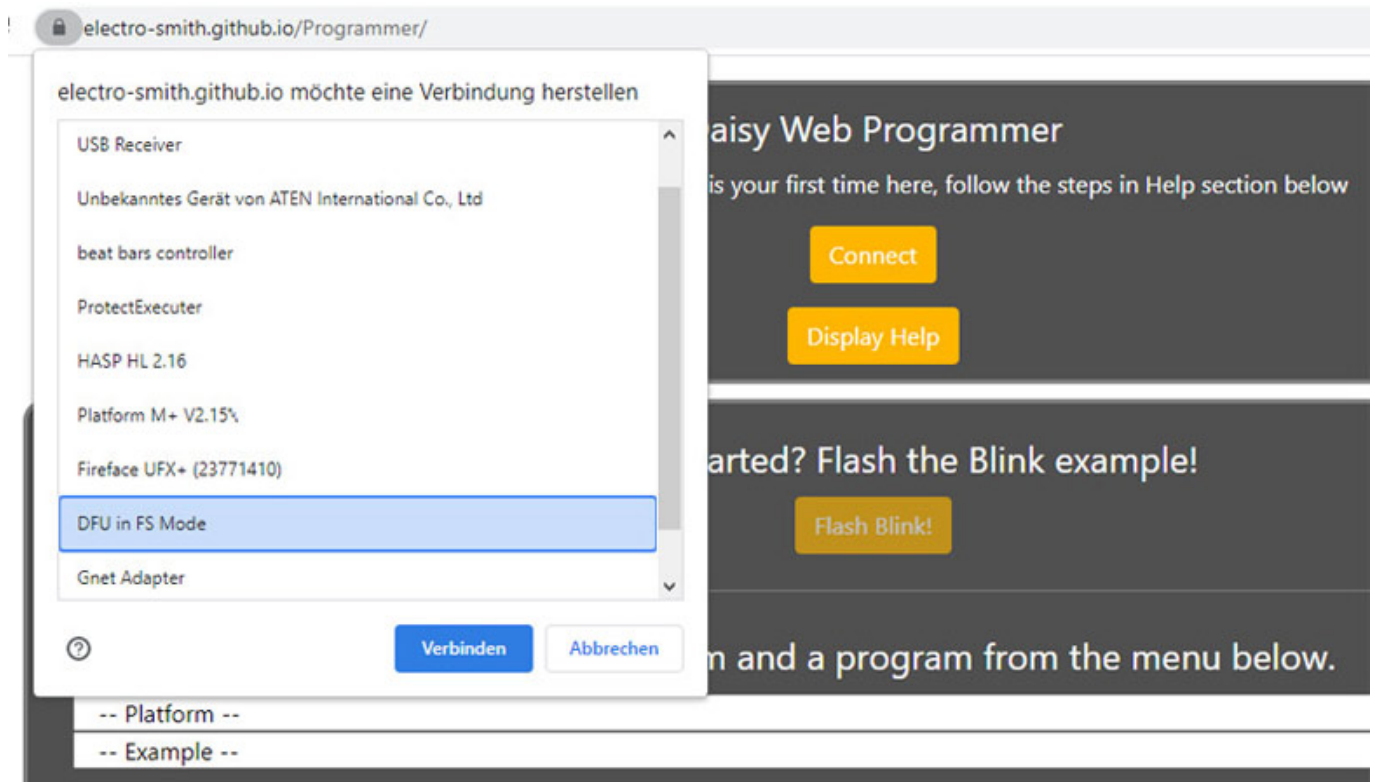 electro-smith.github.io/Programmer/
electro-smith.github.io möchte eine Verbindung herstellen
USB Receiver
Unbekanntes Gerät von ATEN International Co., Ltd
beat bars controller
ProtectExecuter
HASP HL 2.16
Platform M+ V2.15%
Fireface UFX+ (23771410)
DFU in FS Mode
Gnet Adapter
Verbinden
Abbrechen
aisy Web Programmer
is your first time here, follow the steps in Help section below
Connect
Display Help
arted? Flash the Blink example!
Flash Blink!
m and a program from the menu below.
-- Platform --
-- Example --